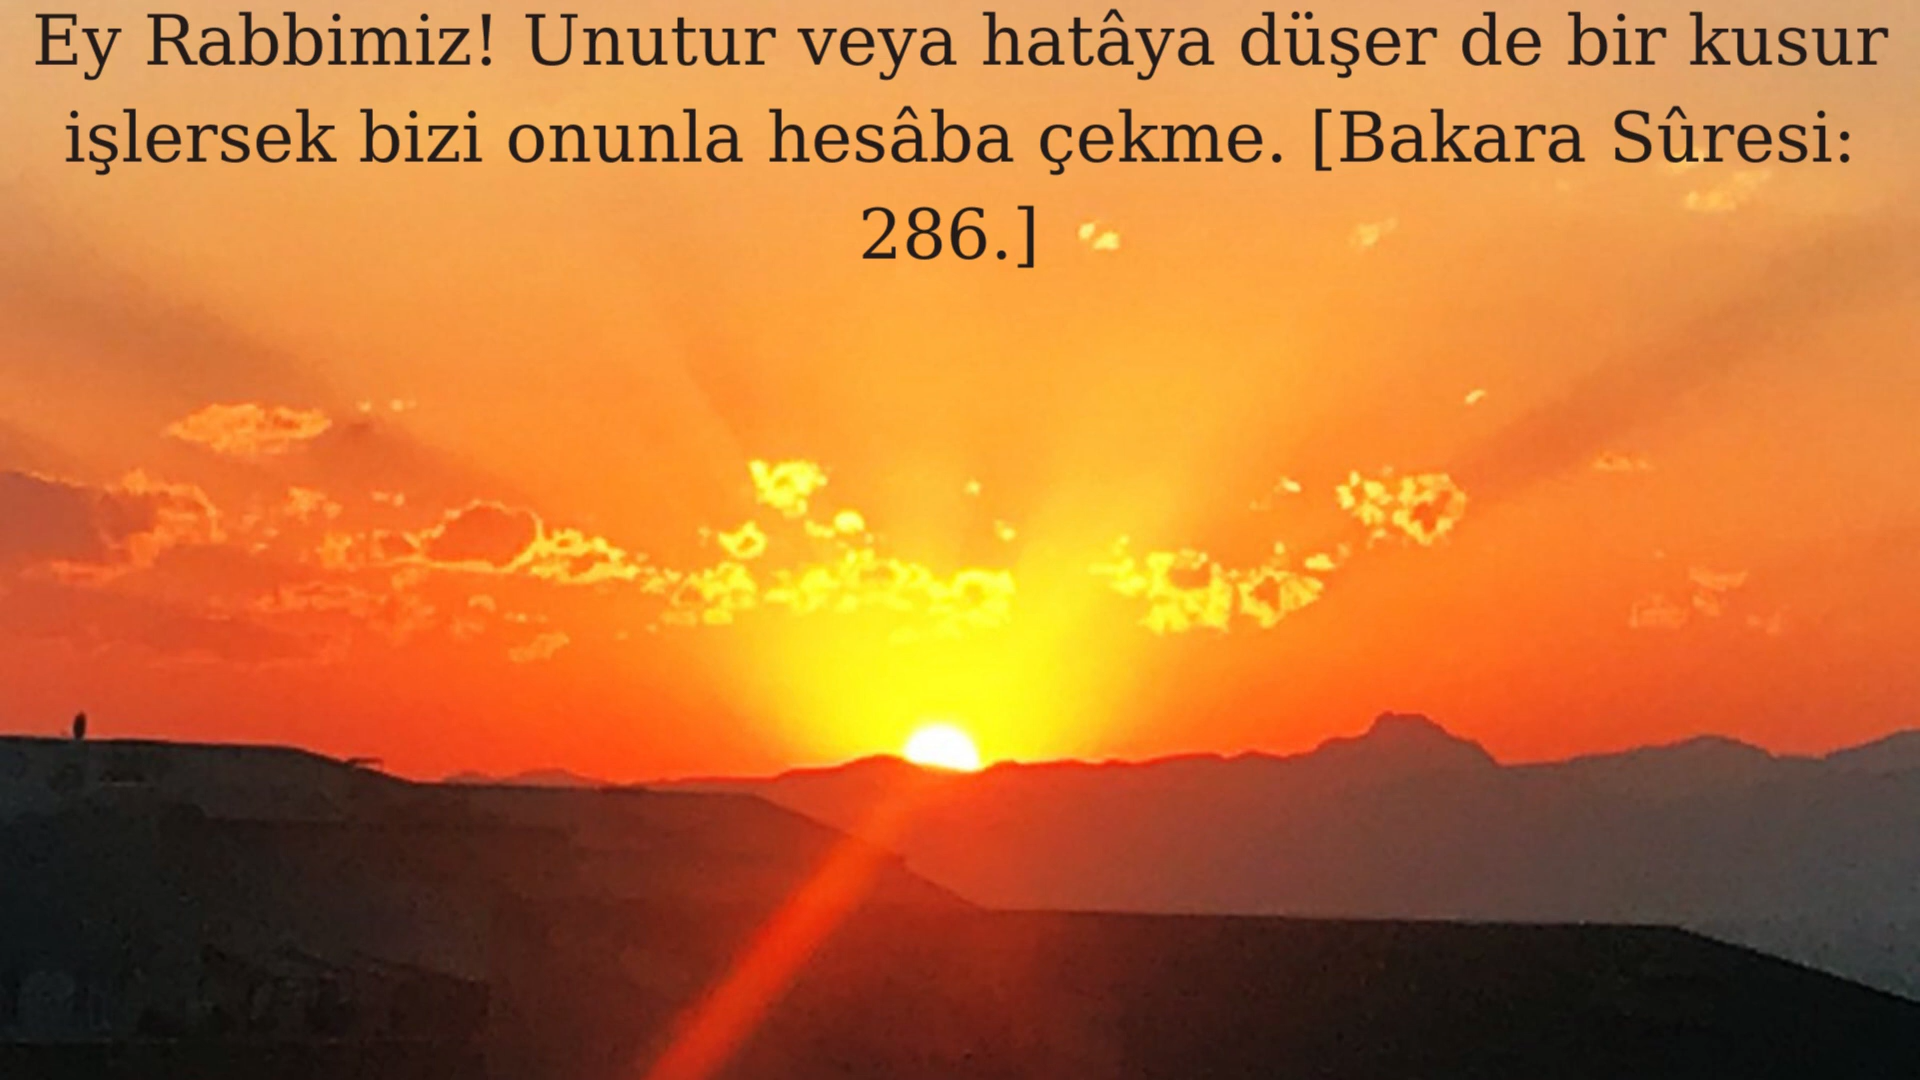 Ey Rabbimiz! Unutur veya hatâya düşer de bir kusur
işlersek bizi onunla hesâba çekme. [Bakara Sûresi:
286.]